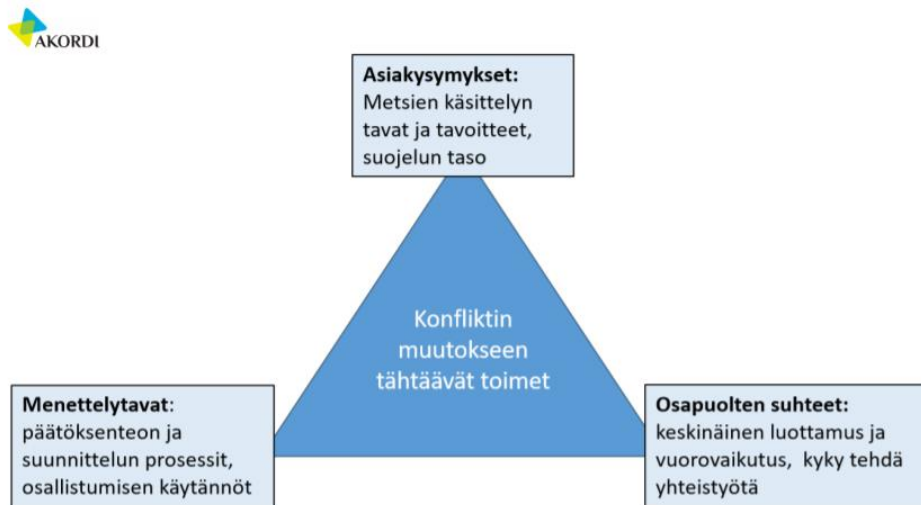 AKORDI
Asiakysymykset:
Metsien käsittelyn
tavat ja tavoitteet,
suojelun taso
Konfliktin
muutokseen
tähtäävät toimet
Menettelytavat:
päätöksenteon ja
suunnittelun prosessit,
osallistumisen käytännöt
Osapuolten suhteet:
keskinäinen luottamus ja
vuorovaikutus, kyky tehdä
yhteistyötä